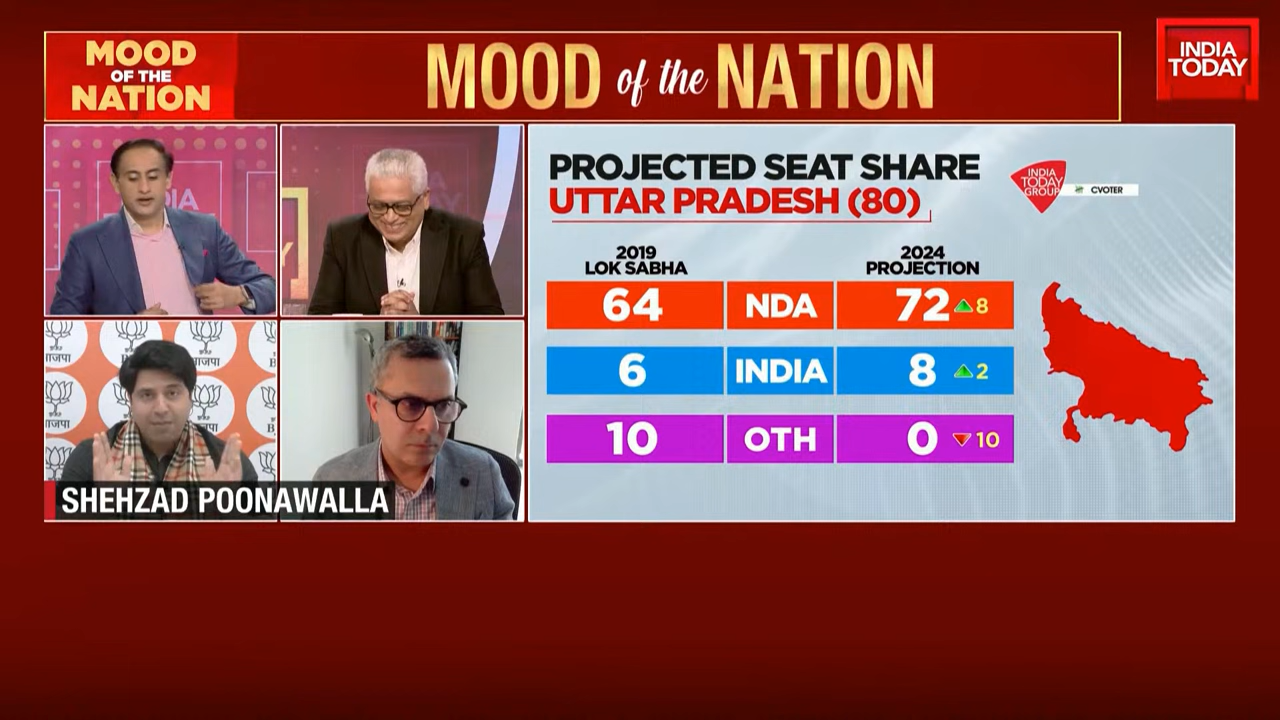 MOOD
OF THE
NATION
MOOD of the NATION
INDIA
TODAY
PROJECTED SEAT SHARE
UTTAR PRADESH (80)
INDIA
TODAY
GROUP
CVOTER
2019
LOK SABHA
2024
PROJECTION
64 NDA 72 8
6 INDIA 8 2
10 OTH 0 10
SHEHZAD POONAWALLA